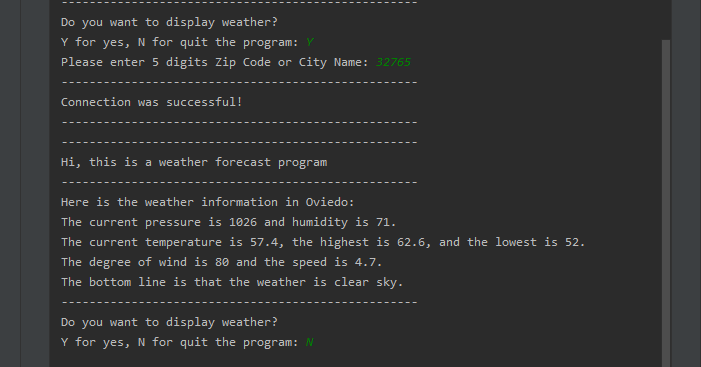 ---------------------------------------------------
Do you want to display weather?
Y for yes, N for quit the program: Y
Please enter 5 digits Zip Code or City Name: 32765
---------------------------------------------------
Connection was successful!
---------------------------------------------------
---------------------------------------------------
Hi, this is a weather forecast program
---------------------------------------------------
Here is the weather information in Oviedo:
The current pressure is 1026 and humidity is 71.
The current temperature is 57.4, the highest is 62.6, and the lowest is 52.
The degree of wind is 80 and the speed is 4.7.
The bottom line is that the weather is clear sky.
---------------------------------------------------
Do you want to display weather?
Y for yes, N for quit the program: N